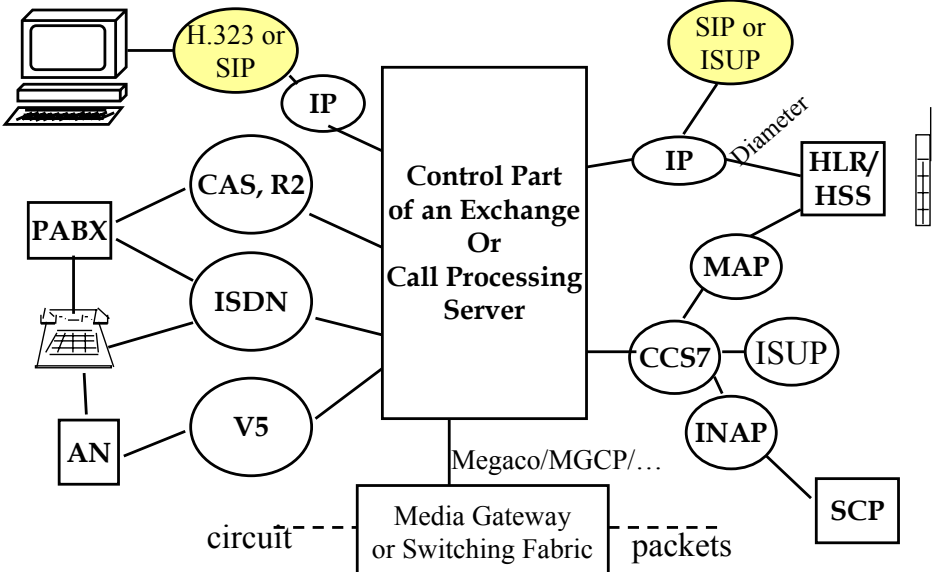 H.323 or
SIP
IP
SIP or
ISUP
IP
Diameter
HLR/
HSS
CAS, R2
PABX
Control Part
of an Exchange
Or
Call Processing
Server
MAP
ISDN
CCS7
ISUP
V5
INAP
AN
Megaco/MGCP/…
SCP
circuit
Media Gateway
or Switching Fabric
packets